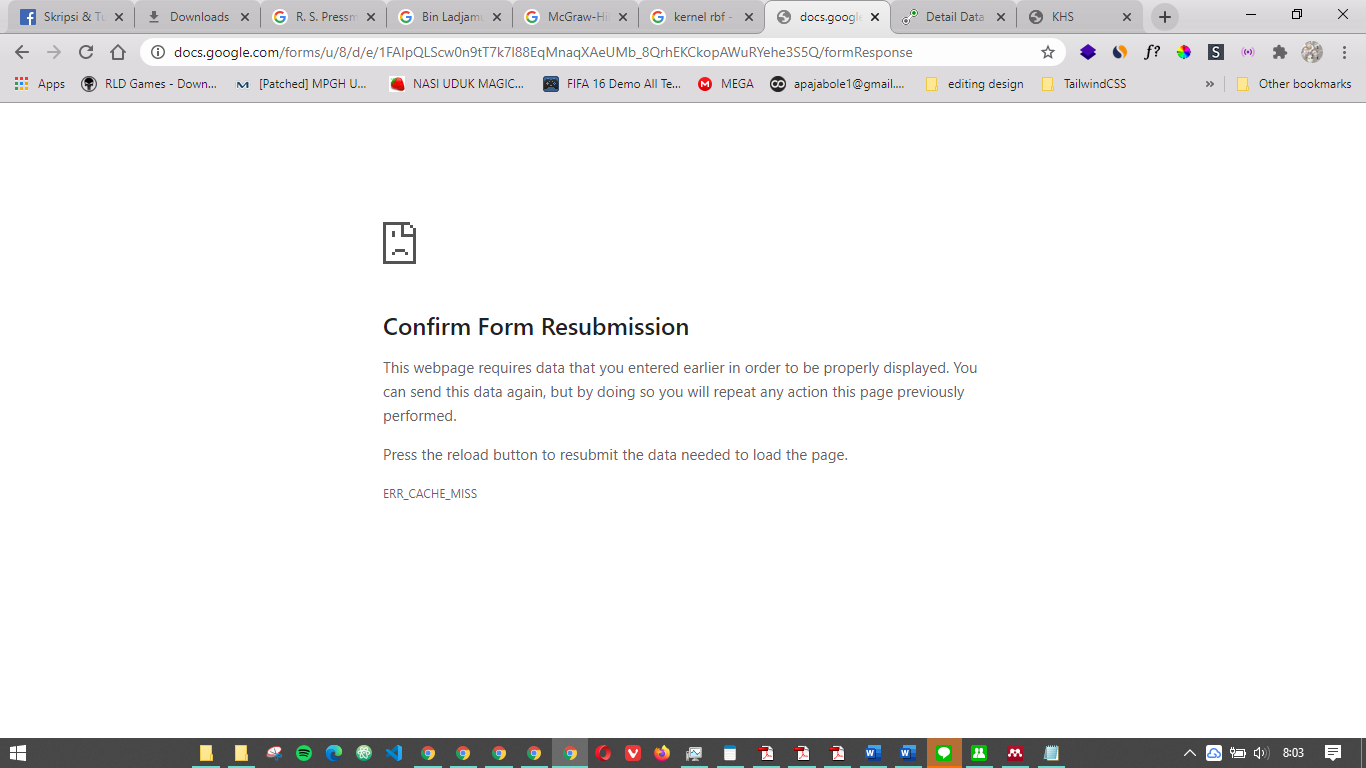 Skripsi & Tu
Downloads
R. S. Pressm
Bin Ladjamu
McGraw-Hi
kernel rbf -
docs.google
Detail Data
KHS
docs.google.com/forms/u/8/d/e/1FAIpQLScw0n9tT7k7l88EqMnaqXAeUMb_8QrhEKCkopAWuRYehe3S5Q/formResponse
f?
S
Apps
RLD Games - Down...
[Patched] MPGH U...
NASI UDUK MAGIC...
FIFA 16 Demo All Te...
MEGA
apajabole1@gmail....
editing design
TailwindCSS
»
Other bookmarks
Confirm Form Resubmission
This webpage requires data that you entered earlier in order to be properly displayed. You
can send this data again, but by doing so you will repeat any action this page previously
performed.
Press the reload button to resubmit the data needed to load the page.
ERR_CACHE_MISS
8:03